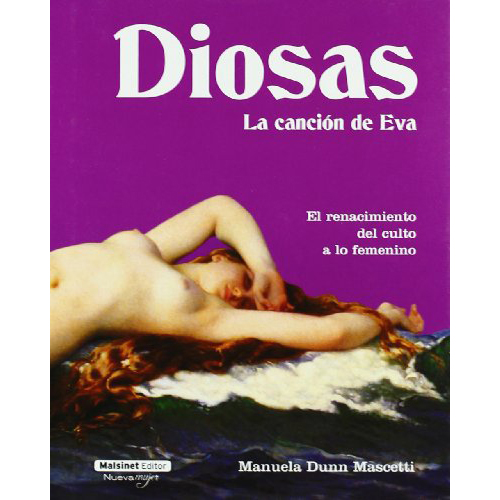 Diosas
La canción de Eva
El renacimiento
del culto
a lo femenino
Malsinet Editor
Nueva mujer
Manuela Dunn Mascetti